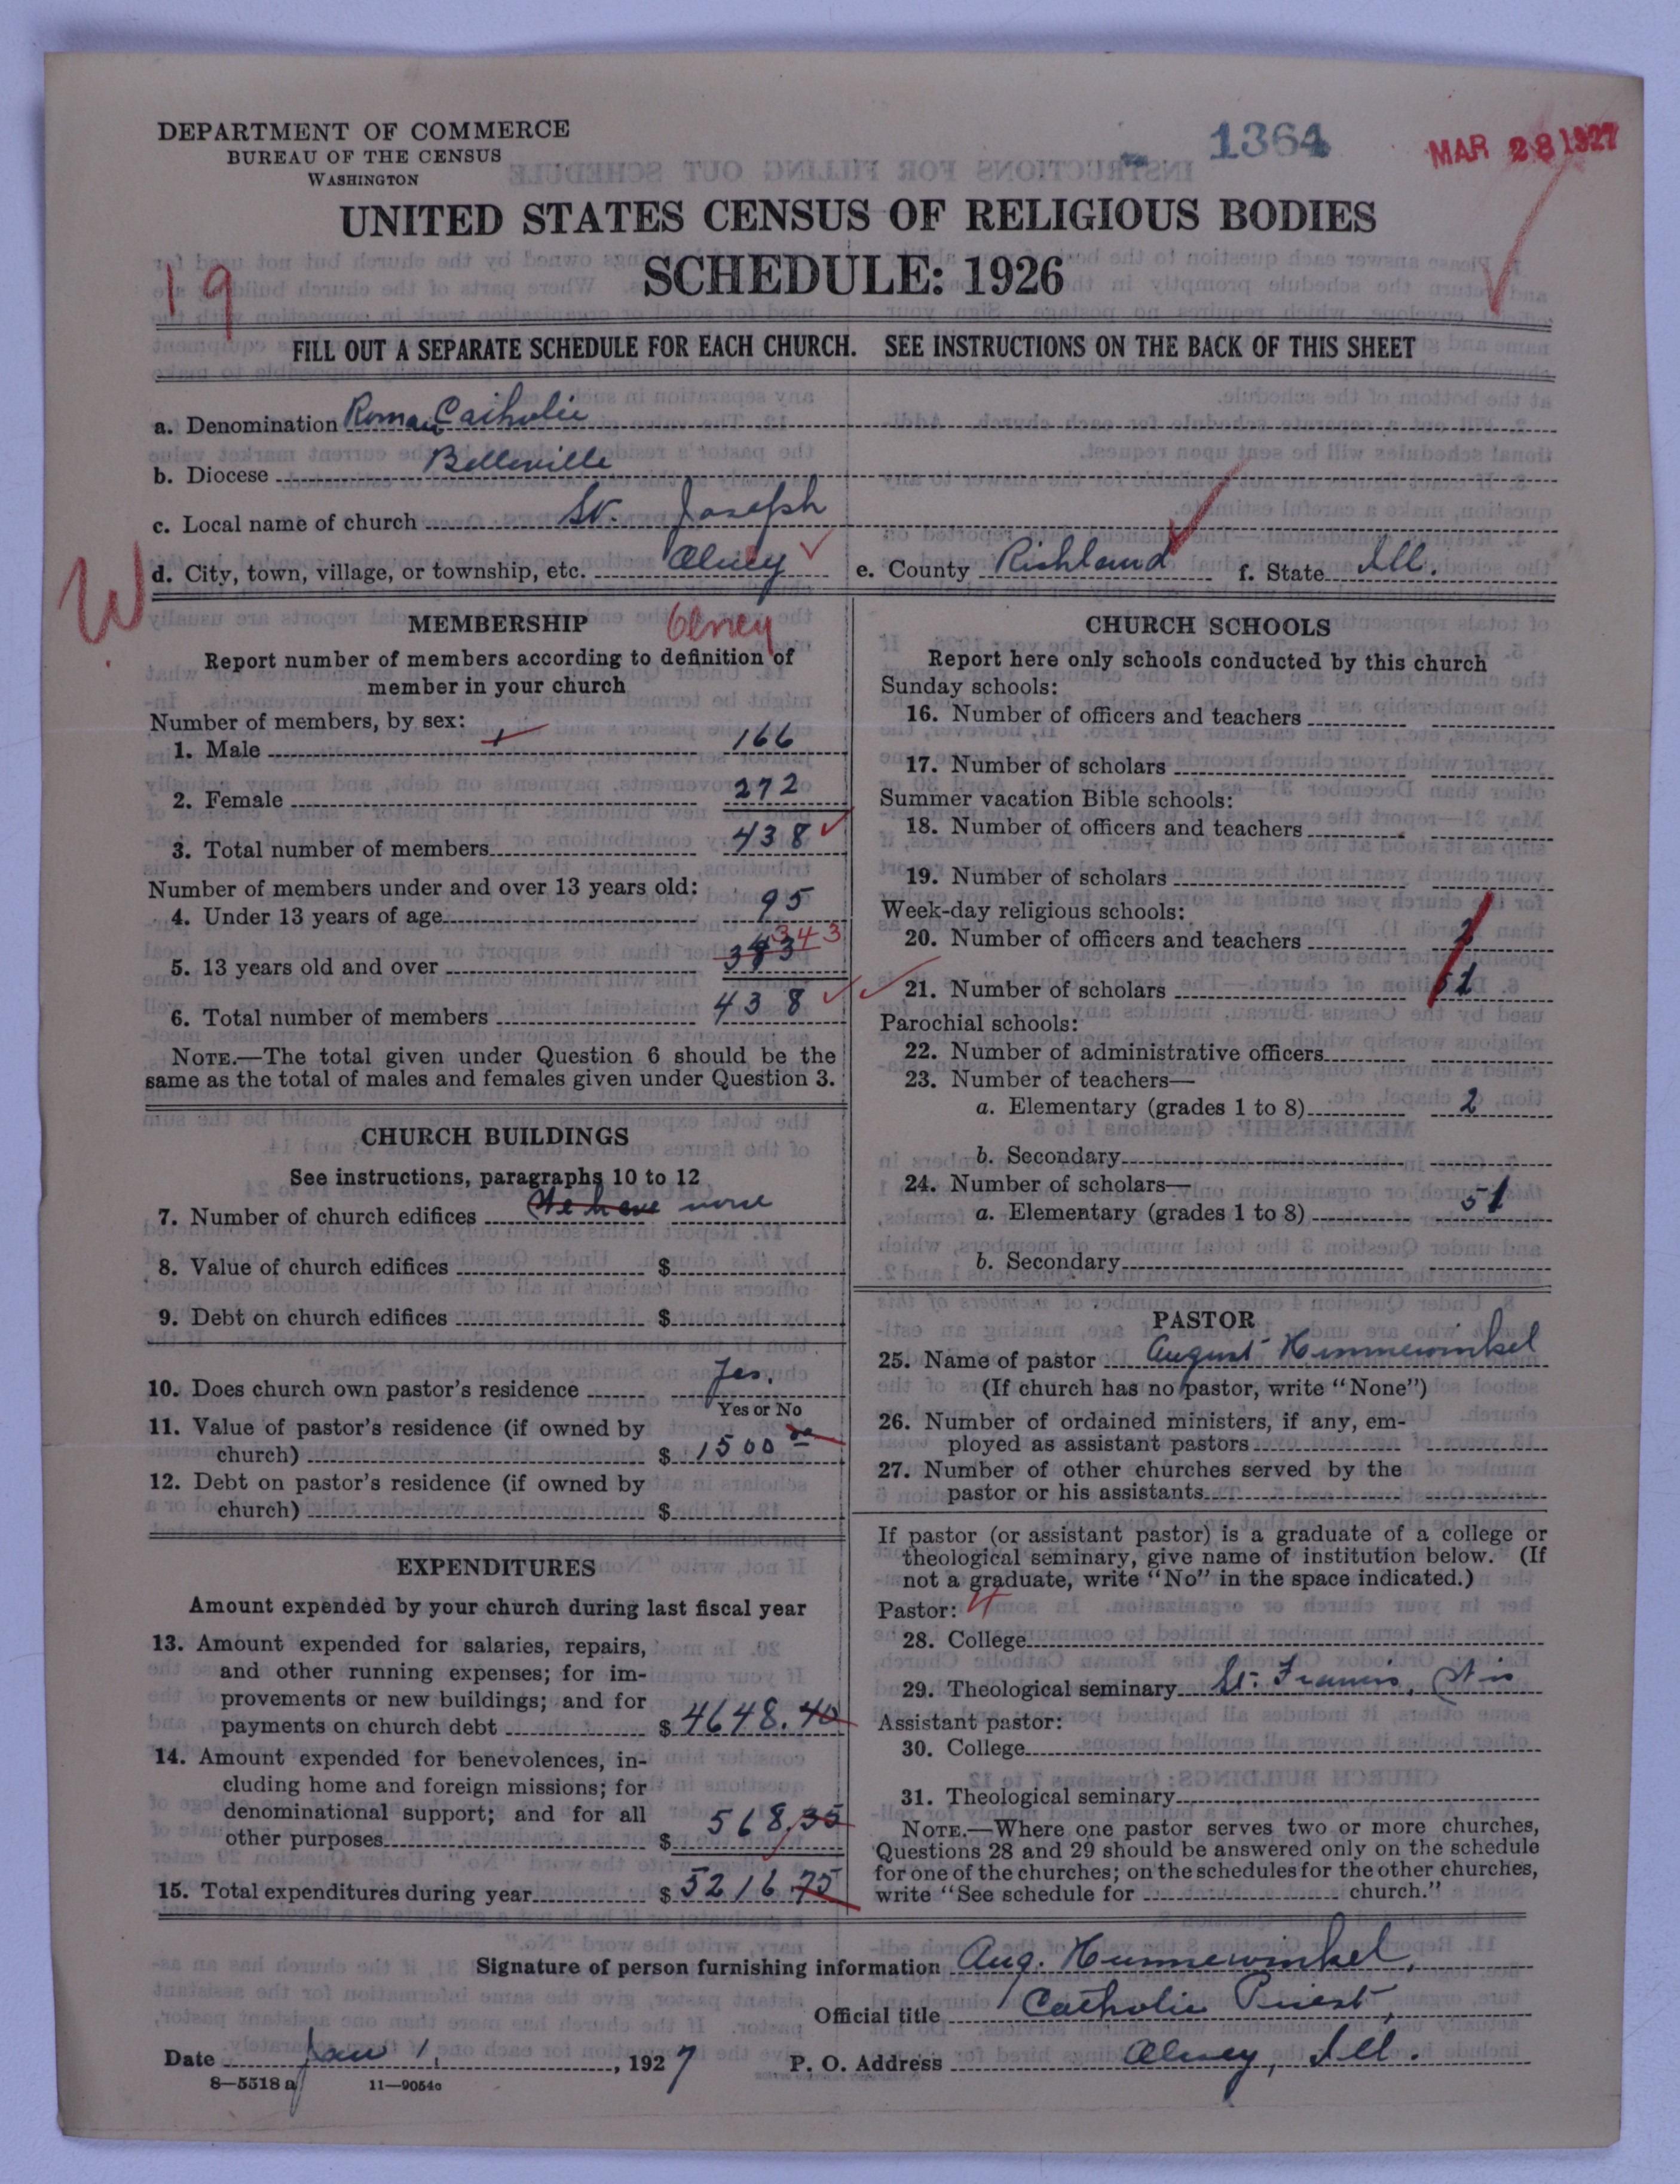 DEPARTMENT OF COMMERCE
BUREAU OF THE CENSUS
WASHINGTON
1364
MAR 28 1927
UNITED STATES CENSUS OF RELIGIOUS BODIES
SCHEDULE: 1926
19
FILL OUT A SEPARATE SCHEDULE FOR EACH CHURCH. SEE INSTRUCTIONS ON THE BACK OF THIS SHEET
a. Denomination Roman Catholic
b. Diocese Belleville
c. Local name of church St. Joseph
d. City, town, village, or township, etc. Olney e. County Richland f. State Ill.
W
MEMBERSHIP Olney
Report number of members according to definition of
member in your church
Number of members, by sex:
1. Male 166
2. Female 272
3. Total number of members 438
Number of members under and over 13 years old:
4. Under 13 years of age 95
343
5. 13 years old and over
6. Total number of members 438
NOTE.—The total given under Question 6 should be the
same as the total of males and females given under Question 3.
CHURCH BUILDINGS
See instructions, paragraphs 10 to 12
7. Number of church edifices We have none
8. Value of church edifices $
9. Debt on church edifices $
10. Does church own pastor's residence Yes.
Yes or No
11. Value of pastor's residence (if owned by
church) $ 1500 00
12. Debt on pastor's residence (if owned by
church) $
EXPENDITURES
Amount expended by your church during last fiscal year
13. Amount expended for salaries, repairs,
and other running expenses; for im-
provements or new buildings; and for
payments on church debt $ 4648.40
14. Amount expended for benevolences, in-
cluding home and foreign missions; for
denominational support; and for all
other purposes $ 568.35
15. Total expenditures during year $ 5216 75
CHURCH SCHOOLS
Report here only schools conducted by this church
Sunday schools:
16. Number of officers and teachers
17. Number of scholars
Summer vacation Bible schools:
18. Number of officers and teachers
19. Number of scholars
Week-day religious schools:
20. Number of officers and teachers 2
21. Number of scholars 51
Parochial schools:
22. Number of administrative officers
23. Number of teachers—
a. Elementary (grades 1 to 8) 2
b. Secondary
24. Number of scholars—
a. Elementary (grades 1 to 8) 51
b. Secondary
PASTOR
25. Name of pastor August Hummewinkel
(If church has no pastor, write "None")
26. Number of ordained ministers, if any, em-
ployed as assistant pastors
27. Number of other churches served by the
pastor or his assistants
If pastor (or assistant pastor) is a graduate of a college or
theological seminary, give name of institution below. (If
not a graduate, write "No" in the space indicated.)
Pastor: 4
28. College
29. Theological seminary St. Francis, Wis
Assistant pastor:
30. College
31. Theological seminary
NOTE.—Where one pastor serves two or more churches,
Questions 28 and 29 should be answered only on the schedule
for one of the churches; on the schedules for the other churches,
write "See schedule for church."
Signature of person furnishing information Aug. Hummewinkel,
Official title Catholic Priest,
Date Jan 1, 1927 P. O. Address Olney, Ill.
8—5518 a 11—9054c